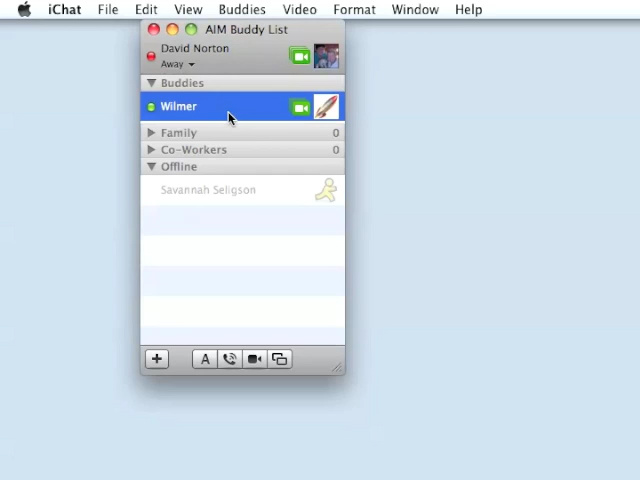 iChat File Edit View Buddies Video Format Window Help
AIM Buddy List
David Norton
Away
Buddies
Wilmer
Family 0
Co-Workers 0
Offline
Savannah Seligson
A